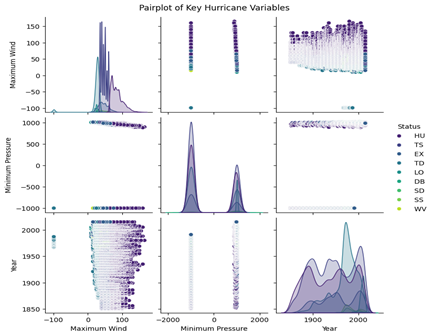 Pairplot of Key Hurricane Variables
Maximum Wind
150
100
50
0
−50
−100
Minimum Pressure
1000
500
0
−500
−1000
Year
2000
1950
1900
1850
−100
0
100
Maximum Wind
−2000
0
2000
Minimum Pressure
1900
2000
Year
Status
HU
TS
EX
TD
LO
DB
SD
SS
WV